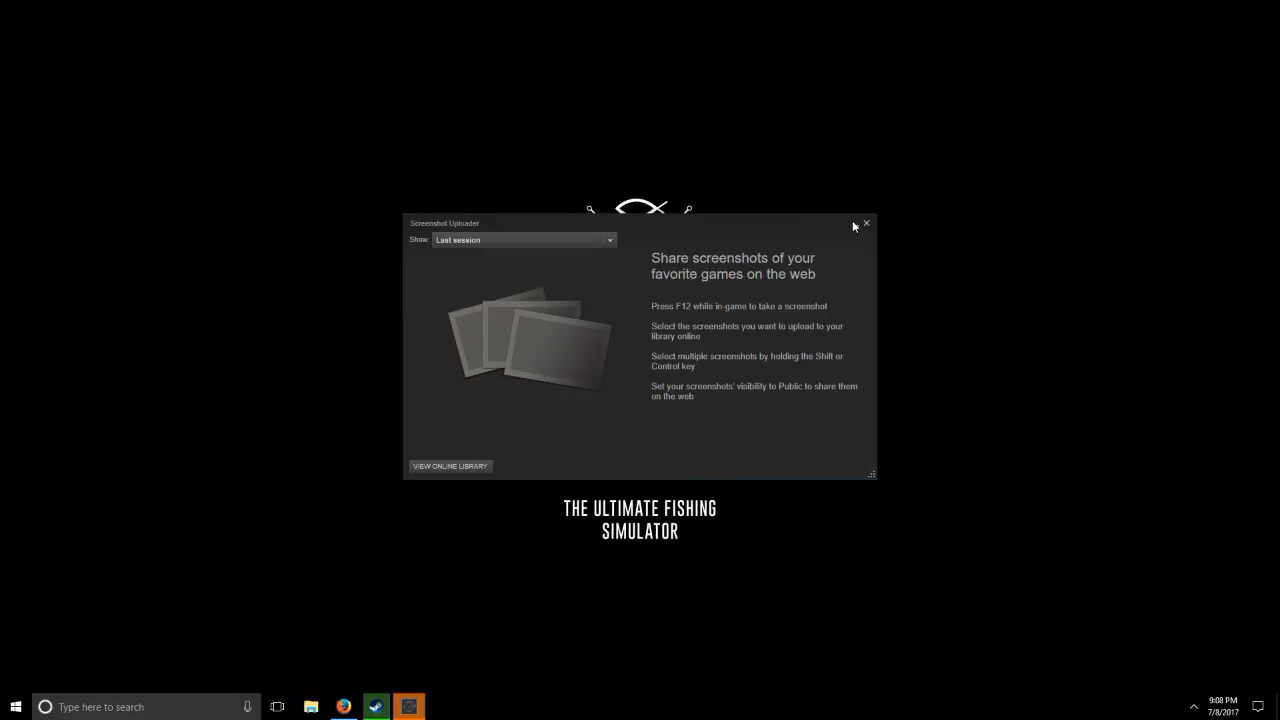 Screenshot Uploader
Show: Last session
Share screenshots of your
favorite games on the web
Press F12 while in-game to take a screenshot
Select the screenshots you want to upload to your
library online
Select multiple screenshots by holding the Shift or
Control key
Set your screenshots' visibility to Public to share them
on the web
VIEW ONLINE LIBRARY
THE ULTIMATE FISHING
SIMULATOR
Type here to search
9:08 PM
7/8/2017